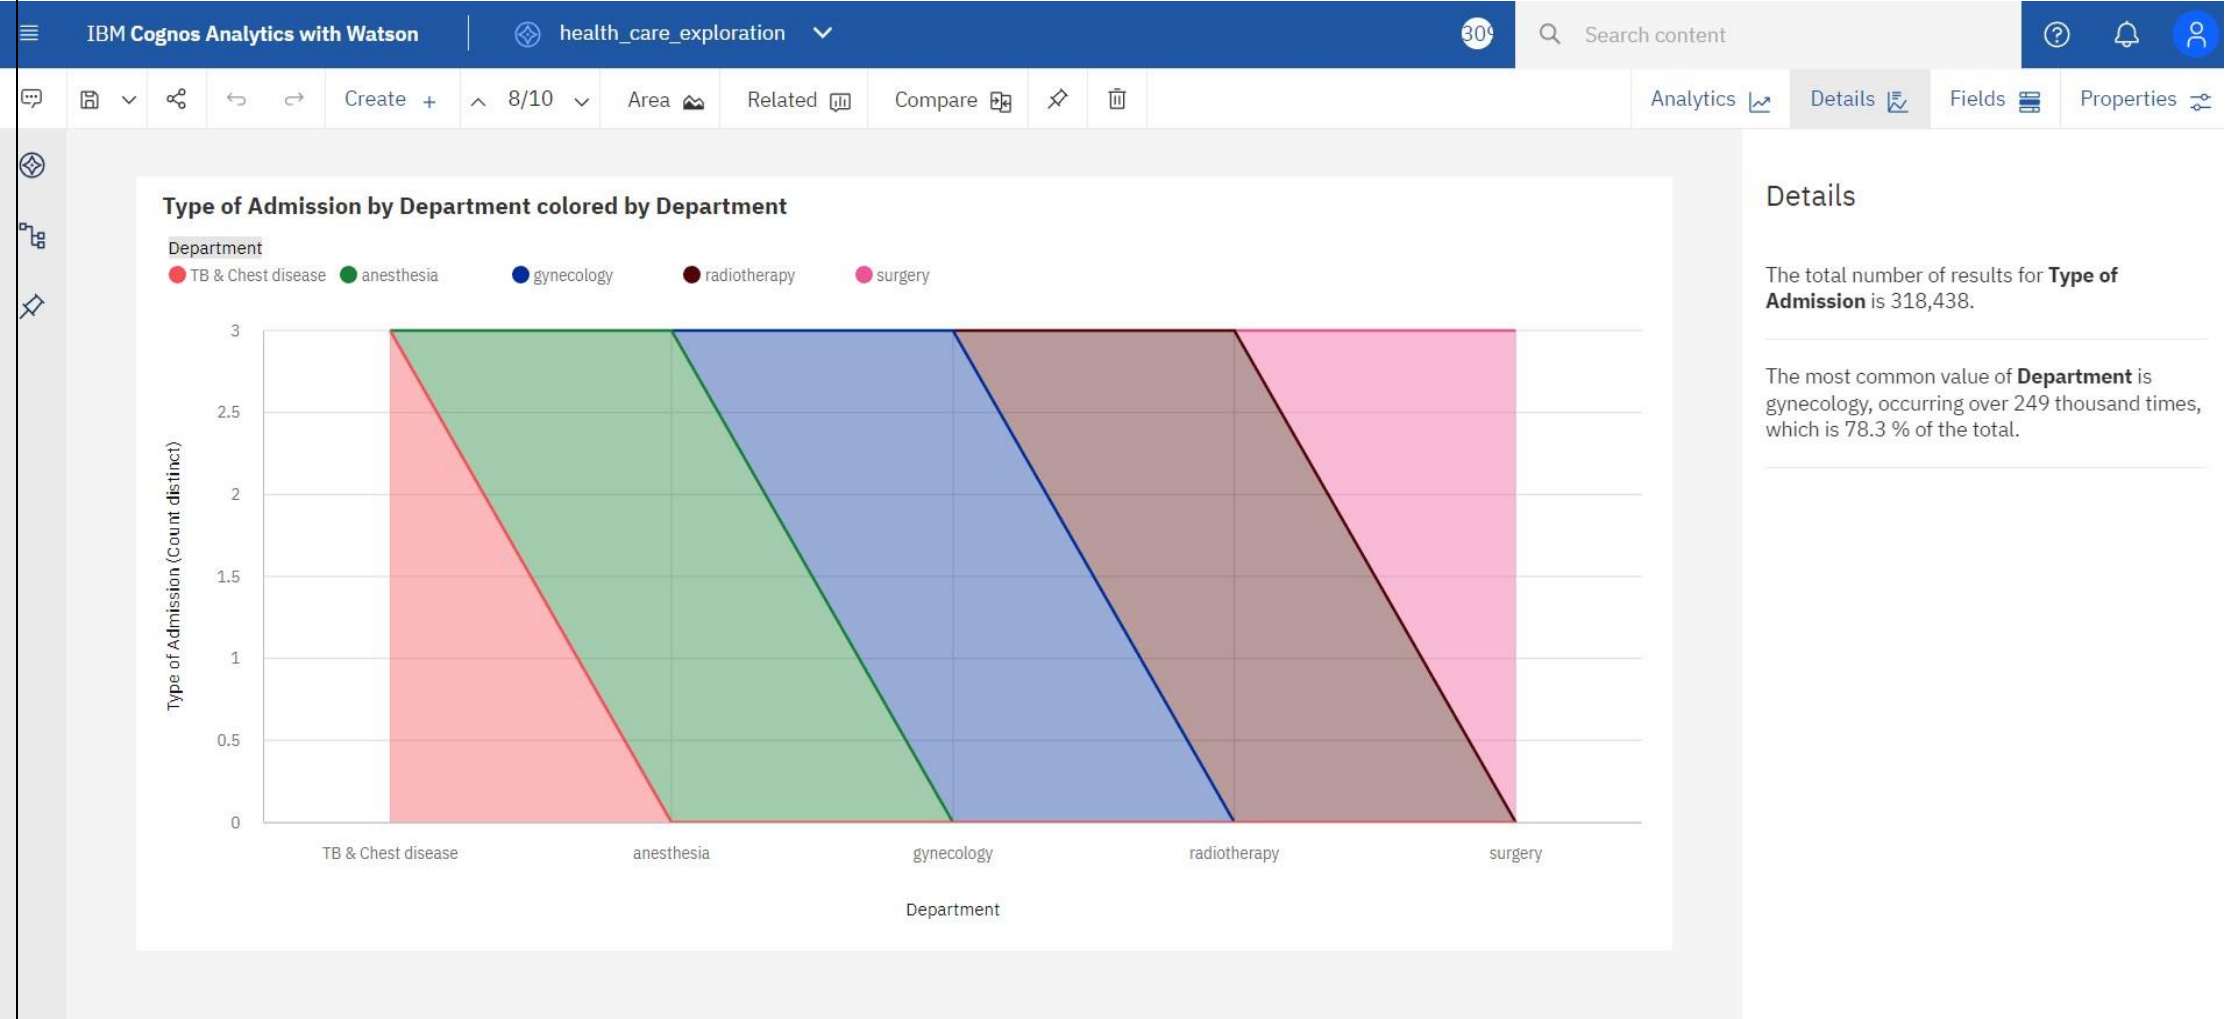 IBM Cognos Analytics with Watson
health_care_exploration
30
Search content
Create +
8/10
Area
Related
Compare
Analytics
Details
Fields
Properties
Type of Admission by Department colored by Department
Department
TB & Chest disease
anesthesia
gynecology
radiotherapy
surgery
3
2.5
2
1.5
1
0.5
0
Type of Admission (Count distinct)
TB & Chest disease
anesthesia
gynecology
radiotherapy
surgery
Department
Details
The total number of results for Type of
Admission is 318,438.
The most common value of Department is
gynecology, occurring over 249 thousand times,
which is 78.3 % of the total.